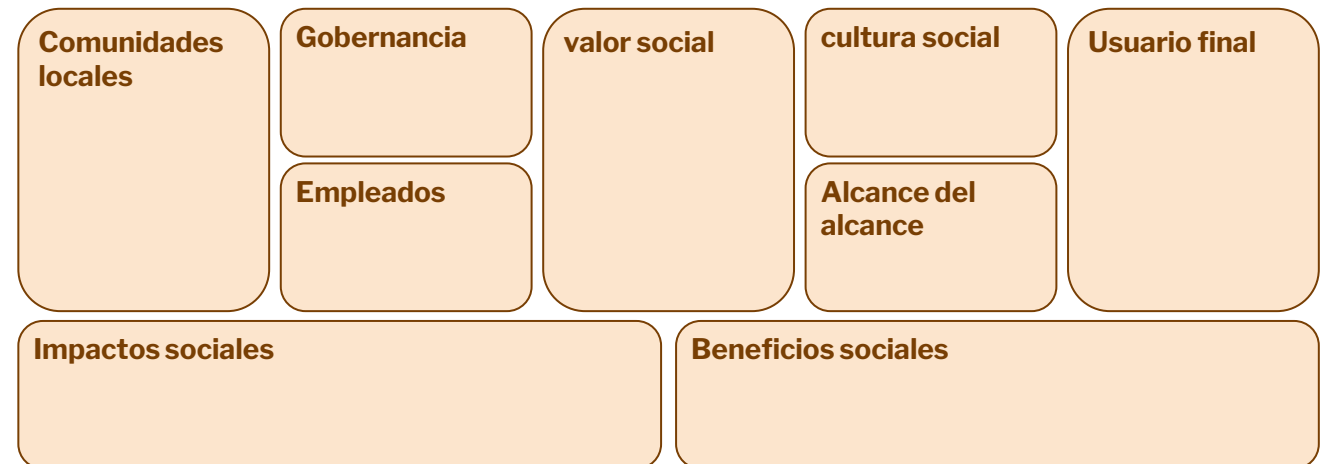 Comunidades
locales
Gobernancia
Empleados
valor social
cultura social
Alcance del
alcance
Usuario final
Impactos sociales
Beneficios sociales